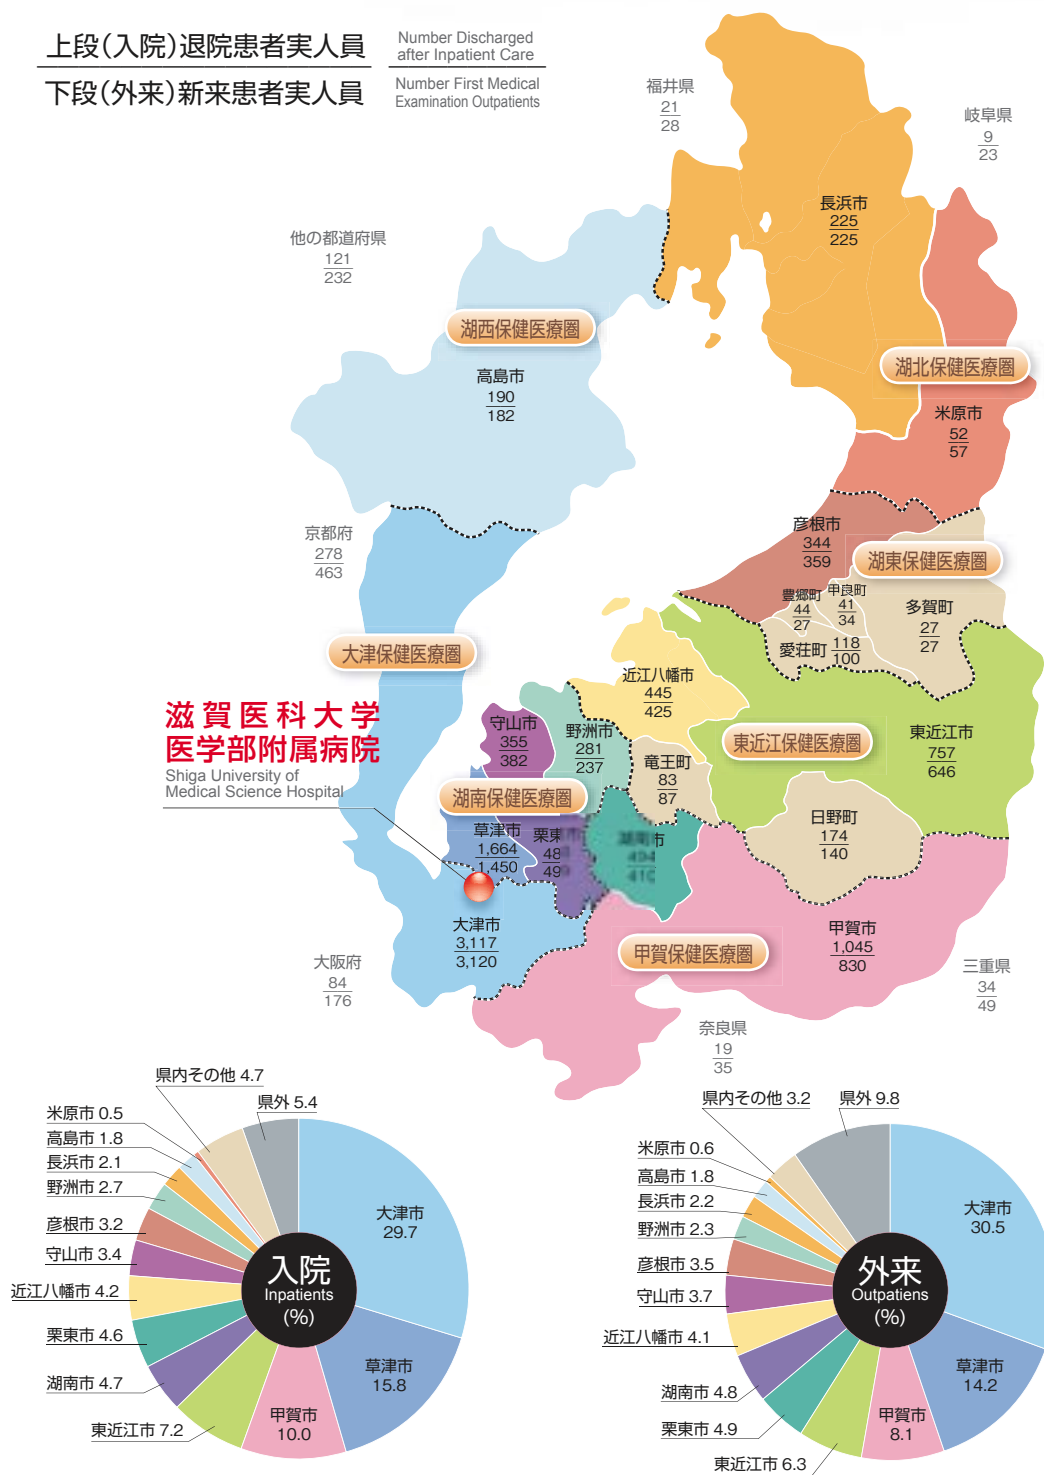 上段(入院)退院患者実人員
Number Discharged
after Inpatient Care
下段(外来)新来患者実人員
Number First Medical
Examination Outpatients
福井県
21
28
岐阜県
9
23
長浜市
225
225
他の都道府県
121
232
湖西保健医療圏
湖北保健医療圏
高島市
190
182
米原市
52
57
京都府
278
463
彦根市
344
359
湖東保健医療圏
豊郷町
44
27
甲良町
41
34
多賀町
27
27
愛荘町
118
100
大津保健医療圏
近江八幡市
445
425
滋賀医科大学
医学部附属病院
Shiga University of
Medical Science Hospital
守山市
355
382
野洲市
281
237
竜王町
83
87
東近江保健医療圏
東近江市
757
646
湖南保健医療圏
草津市
1,664
1,450
栗東
日野町
174
140
大津市
3,117
3,120
甲賀保健医療圏
甲賀市
1,045
830
大阪府
84
176
三重県
34
49
奈良県
19
35
県内その他 4.7
県外 5.4
米原市 0.5
高島市 1.8
長浜市 2.1
野洲市 2.7
彦根市 3.2
守山市 3.4
近江八幡市 4.2
栗東市 4.6
湖南市 4.7
東近江市 7.2
甲賀市
10.0
草津市
15.8
大津市
29.7
入院
Inpatients
(%)
県内その他 3.2
県外 9.8
米原市 0.6
高島市 1.8
長浜市 2.2
野洲市 2.3
彦根市 3.5
守山市 3.7
近江八幡市 4.1
湖南市 4.8
栗東市 4.9
東近江市 6.3
甲賀市
8.1
草津市
14.2
大津市
30.5
外来
Outpatiens
(%)